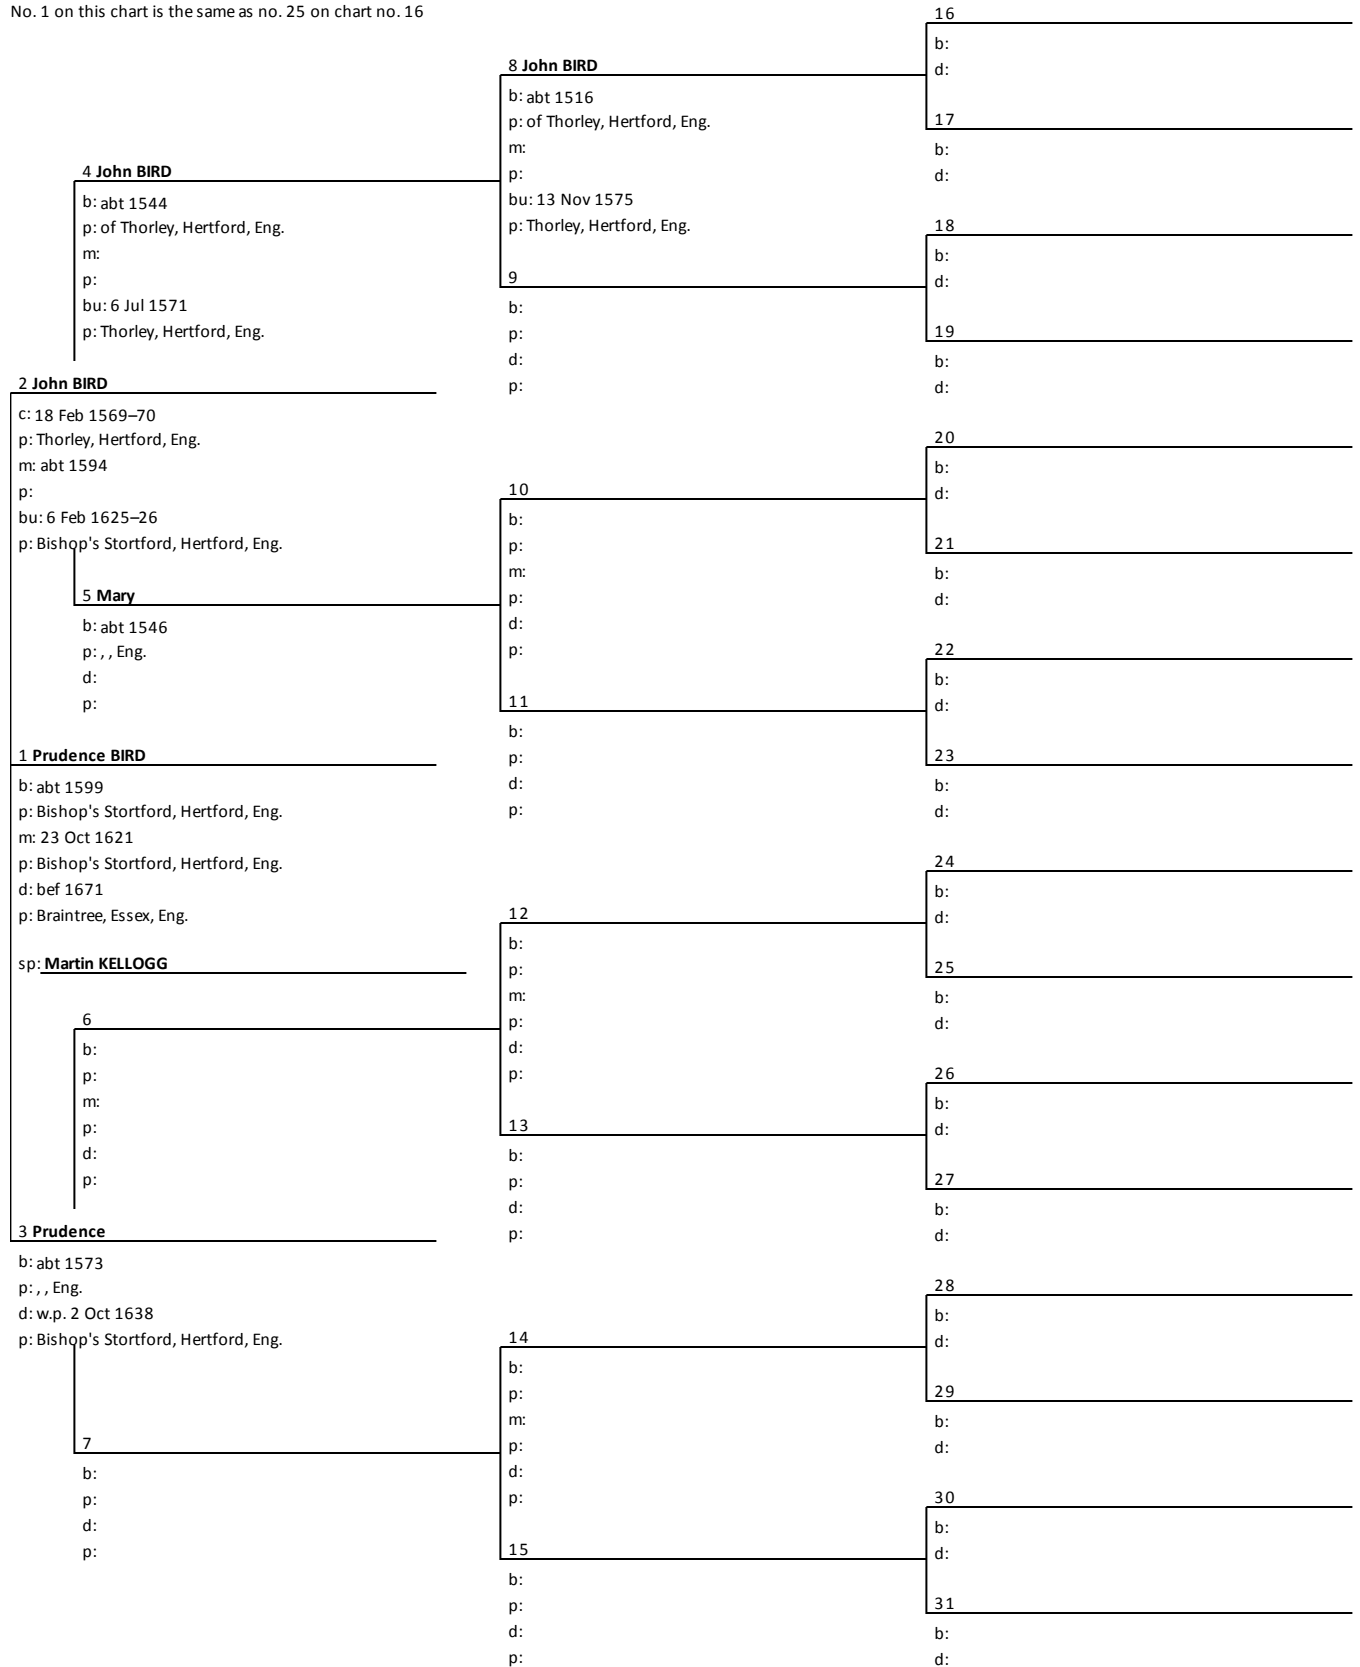 No. 1 on this chart is the same as no. 25 on chart no. 16
16
b:
d:
8 John BIRD
b: abt 1516
p: of Thorley, Hertford, Eng.
m:
p:
bu: 13 Nov 1575
p: Thorley, Hertford, Eng.
17
b:
d:
4 John BIRD
b: abt 1544
p: of Thorley, Hertford, Eng.
m:
p:
bu: 6 Jul 1571
p: Thorley, Hertford, Eng.
18
b:
d:
9
b:
p:
d:
p:
19
b:
d:
2 John BIRD
c: 18 Feb 1569–70
p: Thorley, Hertford, Eng.
m: abt 1594
p:
bu: 6 Feb 1625–26
p: Bishop's Stortford, Hertford, Eng.
20
b:
d:
10
b:
p:
m:
p:
d:
p:
21
b:
d:
5 Mary
b: abt 1546
p: , , Eng.
d:
p:
22
b:
d:
11
b:
p:
d:
p:
23
b:
d:
1 Prudence BIRD
b: abt 1599
p: Bishop's Stortford, Hertford, Eng.
m: 23 Oct 1621
p: Bishop's Stortford, Hertford, Eng.
d: bef 1671
p: Braintree, Essex, Eng.
sp: Martin KELLOGG
24
b:
d:
12
b:
p:
m:
p:
d:
p:
25
b:
d:
6
b:
p:
m:
p:
d:
p:
26
b:
d:
13
b:
p:
d:
p:
27
b:
d:
3 Prudence
b: abt 1573
p: , , Eng.
d: w.p. 2 Oct 1638
p: Bishop's Stortford, Hertford, Eng.
28
b:
d:
14
b:
p:
m:
p:
d:
p:
29
b:
d:
7
b:
p:
d:
p:
30
b:
d:
15
b:
p:
d:
p:
31
b:
d: